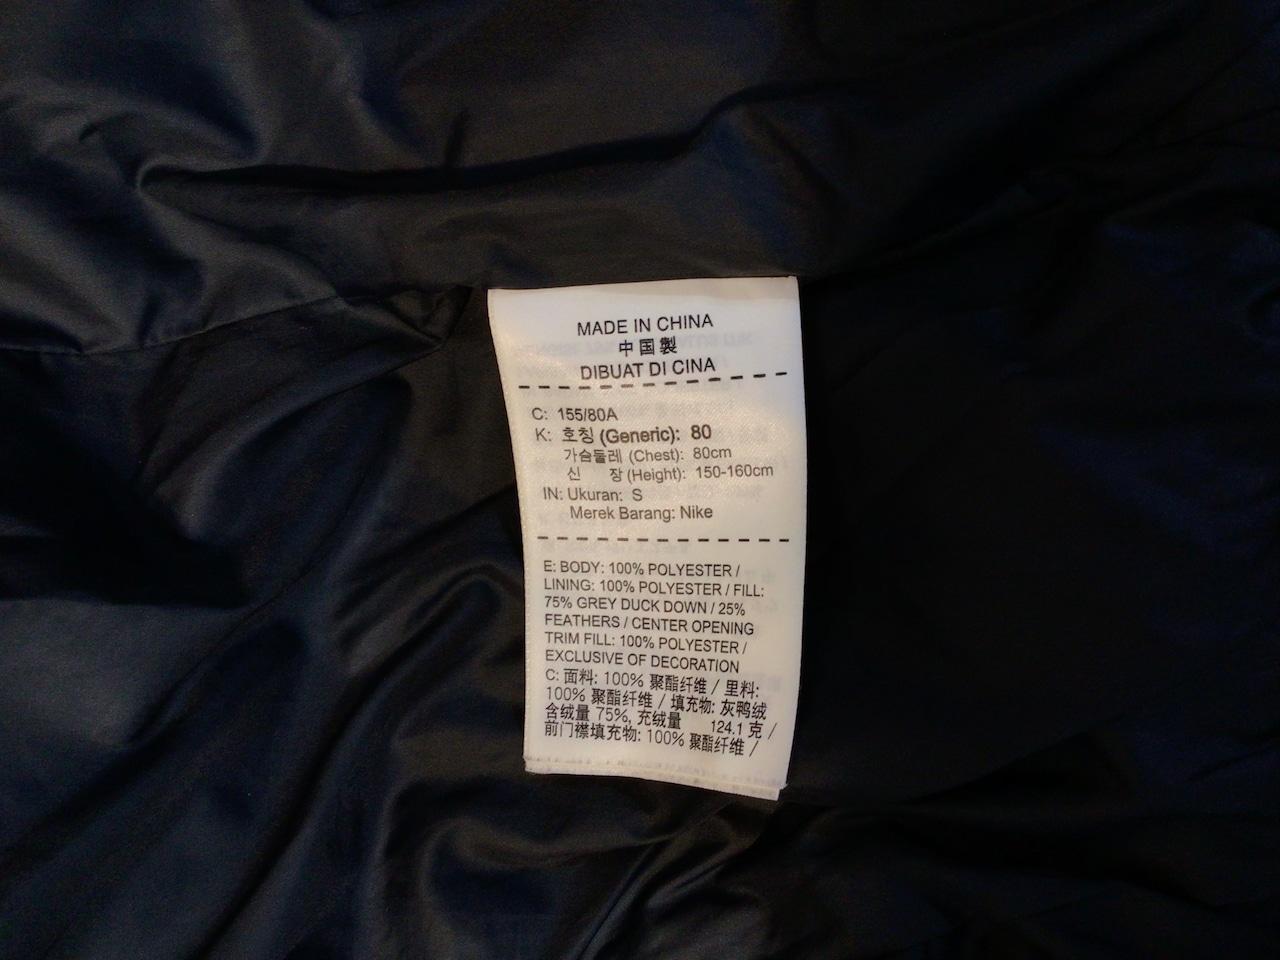 MADE IN CHINA
中国製
DIBUAT DI CINA
C: 155/80A
K: 호칭 (Generic): 80
가슴둘레 (Chest): 80cm
신 장 (Height): 150-160cm
IN: Ukuran: S
Merek Barang: Nike
E: BODY: 100% POLYESTER /
LINING: 100% POLYESTER / FILL:
75% GREY DUCK DOWN / 25%
FEATHERS / CENTER OPENING
TRIM FILL: 100% POLYESTER /
EXCLUSIVE OF DECORATION
C: 面料: 100% 聚酯纤维 / 里料:
100% 聚酯纤维 / 填充物: 灰鸭绒
含绒量 75%, 充绒量 124.1 克 /
前门襟填充物: 100% 聚酯纤维 /